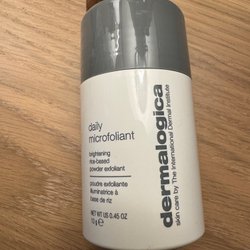 daily
microfoliant
brightening
rice-based
powder exfoliant
poudre exfoliante
illuminatrice à
base de riz
NET WT. US 0.45 OZ
13 g ℮
dermalogica
skin care by The International Dermal Institute